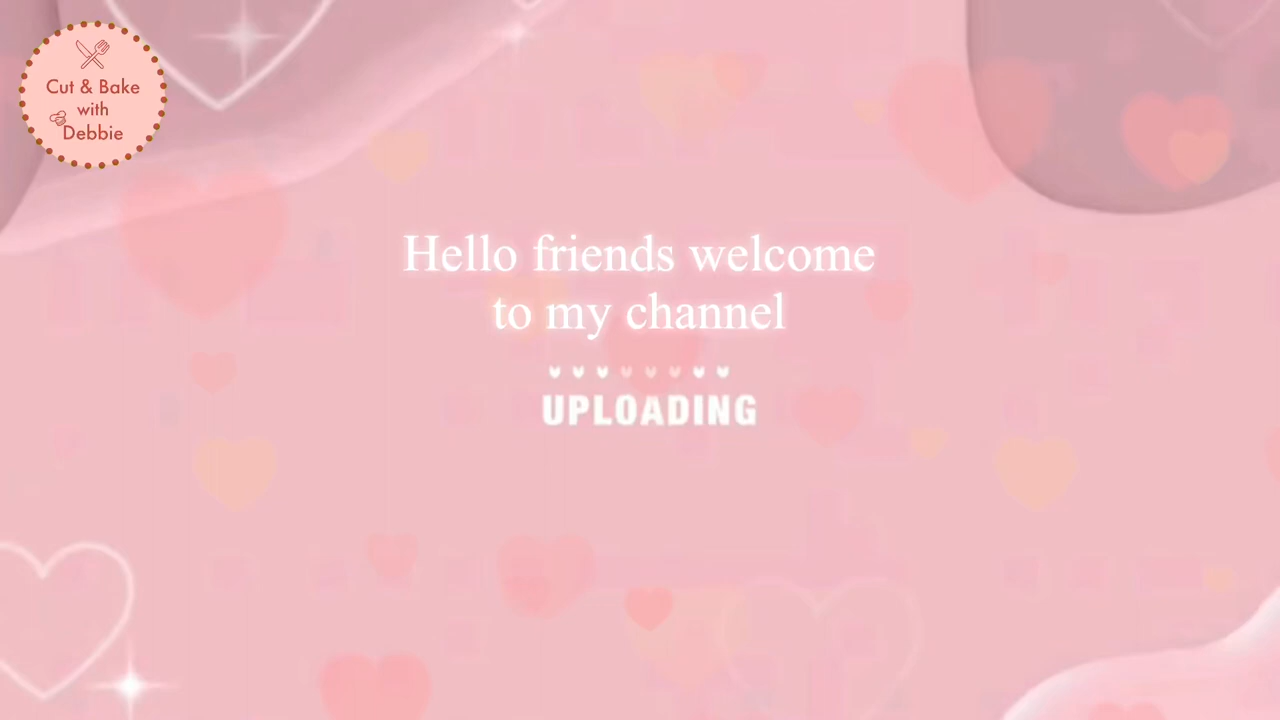 Cut & Bake
with
Debbie
Hello friends welcome
to my channel
UPLOADING